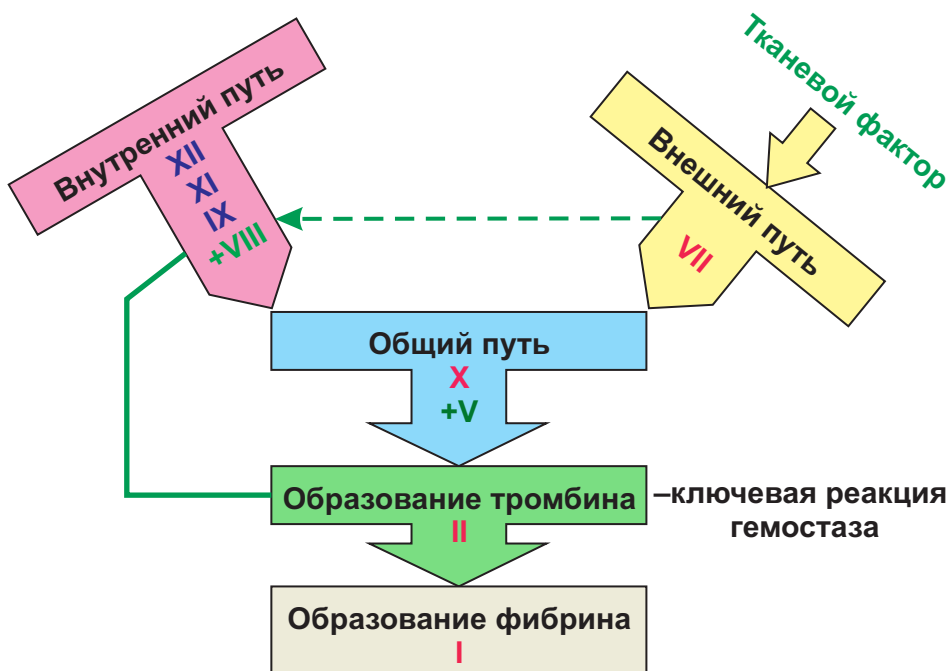 Внутренний путь
XII
XI
IX
+VIII
Тканевой фактор
Внешний путь
VII
Общий путь
X
+V
Образование тромбина
II
–ключевая реакция
гемостаза
Образование фибрина
I